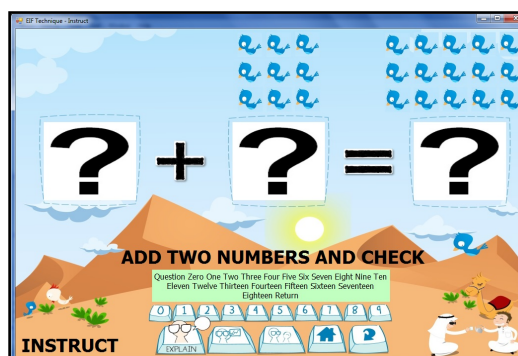 EIF Technique - Instruct
? + ? = ?
ADD TWO NUMBERS AND CHECK
Question Zero One Two Three Four Five Six Seven Eight Nine Ten
Eleven Twelve Thirteen Fourteen Fifteen Sixteen Seventeen
Eighteen Return
0 1 2 3 4 5 6 7 8 9
EXPLAIN
INSTRUCT